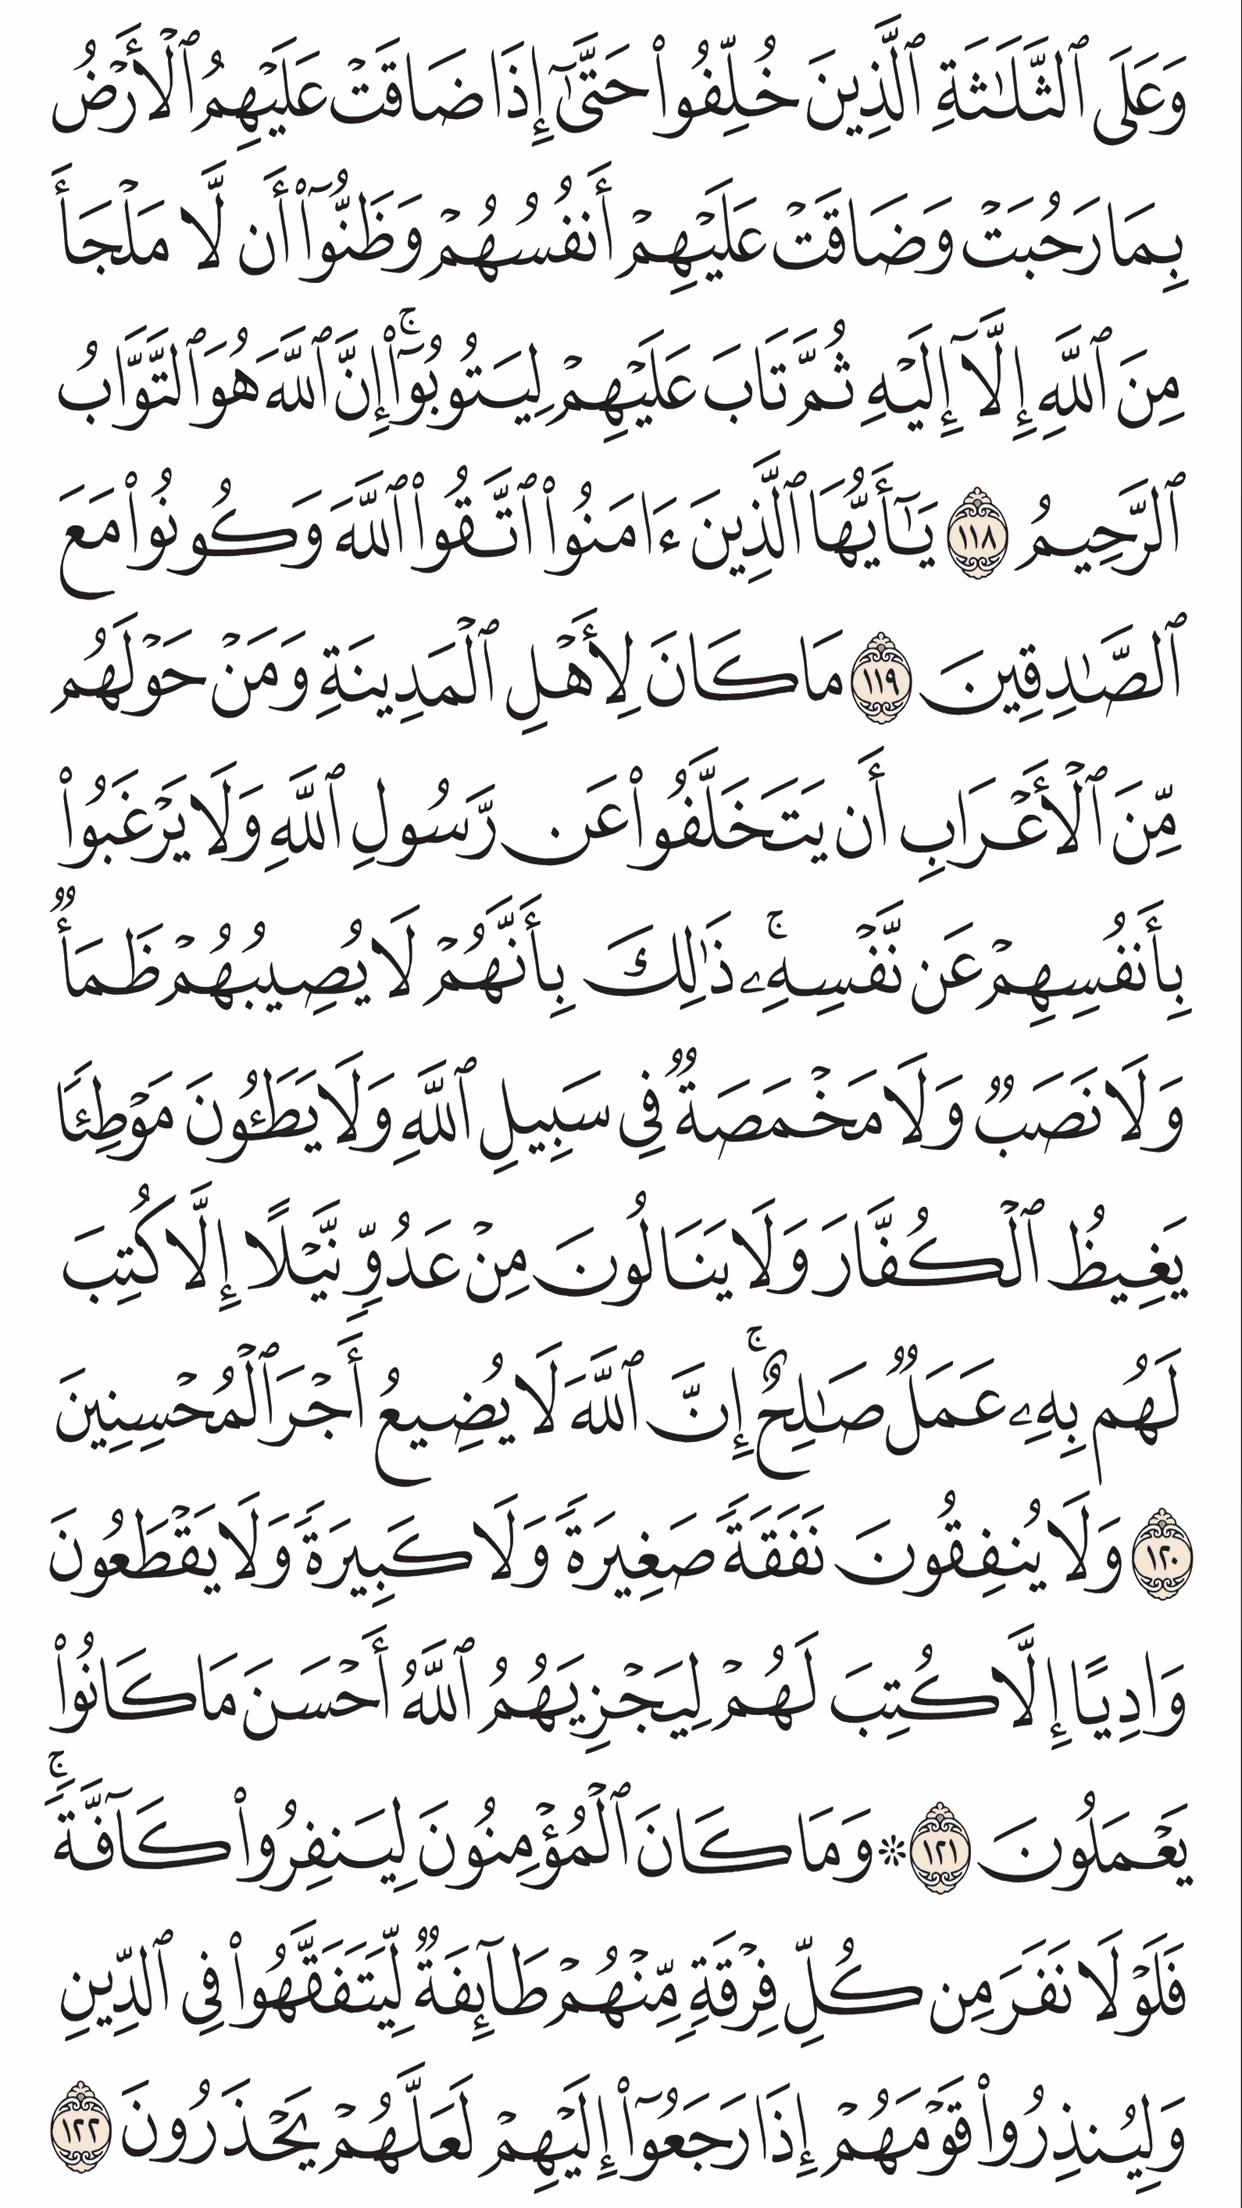 وَعَلَى ٱلثَّلَـٰثَةِ ٱلَّذِينَ خُلِّفُوا۟ حَتَّىٰٓ إِذَا ضَاقَتْ عَلَيْهِمُ ٱلْأَرْضُ
بِمَا رَحُبَتْ وَضَاقَتْ عَلَيْهِمْ أَنفُسُهُمْ وَظَنُّوٓا۟ أَن لَّا مَلْجَأَ
مِنَ ٱللَّهِ إِلَّآ إِلَيْهِ ثُمَّ تَابَ عَلَيْهِمْ لِيَتُوبُوٓا۟ ۚ إِنَّ ٱللَّهَ هُوَ ٱلتَّوَّابُ
ٱلرَّحِيمُ ١١٨ يَـٰٓأَيُّهَا ٱلَّذِينَ ءَامَنُوا۟ ٱتَّقُوا۟ ٱللَّهَ وَكُونُوا۟ مَعَ
ٱلصَّـٰدِقِينَ ١١٩ مَا كَانَ لِأَهْلِ ٱلْمَدِينَةِ وَمَنْ حَوْلَهُم
مِّنَ ٱلْأَعْرَابِ أَن يَتَخَلَّفُوا۟ عَن رَّسُولِ ٱللَّهِ وَلَا يَرْغَبُوا۟
بِأَنفُسِهِمْ عَن نَّفْسِهِۦ ۚ ذَٰلِكَ بِأَنَّهُمْ لَا يُصِيبُهُمْ ظَمَأٌ
وَلَا نَصَبٌ وَلَا مَخْمَصَةٌ فِى سَبِيلِ ٱللَّهِ وَلَا يَطَـُٔونَ مَوْطِئًا
يَغِيظُ ٱلْكُفَّارَ وَلَا يَنَالُونَ مِنْ عَدُوٍّ نَّيْلًا إِلَّا كُتِبَ
لَهُم بِهِۦ عَمَلٌ صَـٰلِحٌ ۚ إِنَّ ٱللَّهَ لَا يُضِيعُ أَجْرَ ٱلْمُحْسِنِينَ
١٢٠ وَلَا يُنفِقُونَ نَفَقَةً صَغِيرَةً وَلَا كَبِيرَةً وَلَا يَقْطَعُونَ
وَادِيًا إِلَّا كُتِبَ لَهُمْ لِيَجْزِيَهُمُ ٱللَّهُ أَحْسَنَ مَا كَانُوا۟
يَعْمَلُونَ ١٢١ ۞ وَمَا كَانَ ٱلْمُؤْمِنُونَ لِيَنفِرُوا۟ كَآفَّةً ۚ
فَلَوْلَا نَفَرَ مِن كُلِّ فِرْقَةٍ مِّنْهُمْ طَآئِفَةٌ لِّيَتَفَقَّهُوا۟ فِى ٱلدِّينِ
وَلِيُنذِرُوا۟ قَوْمَهُمْ إِذَا رَجَعُوٓا۟ إِلَيْهِمْ لَعَلَّهُمْ يَحْذَرُونَ ١٢٢